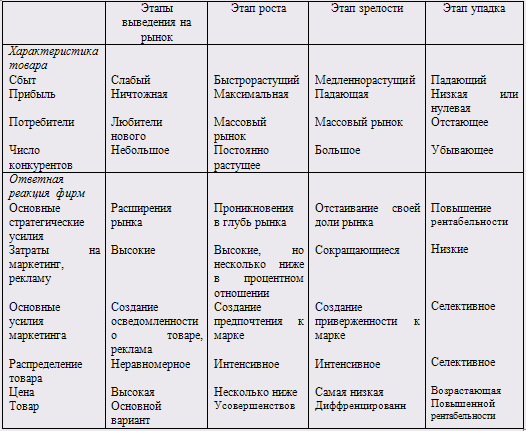 Этапы выведения на рынок
Этап роста
Этап зрелости
Этап упадка
Характеристика товара
Сбыт Слабый Быстрорастущий Медленнорастущий Падающий
Прибыль Ничтожная Максимальная Падающая Низкая или нулевая
Потребители Любители нового Массовый рынок Массовый рынок Отстающее
Число конкурентов Небольшое Постоянно растущее Большое Убывающее
Ответная реакция фирм
Основные стратегические усилия Расширения рынка Проникновения в глубь рынка Отстаивание своей доли рынка Повышение рентабельности
Затраты на маркетинг, рекламу Высокие Высокие, но несколько ниже в процентном отношении Сокращающиеся Низкие
Основные усилия маркетинга Создание осведомленности о товаре, реклама Создание предпочтения к марке Создание приверженности к марке Селективное
Распределение товара Неравномерное Интенсивное Интенсивное Селективное
Цена Высокая Несколько ниже Самая низкая Возрастающая
Товар Основной вариант Усовершенствов Диффренцированн Повышенной рентабельности